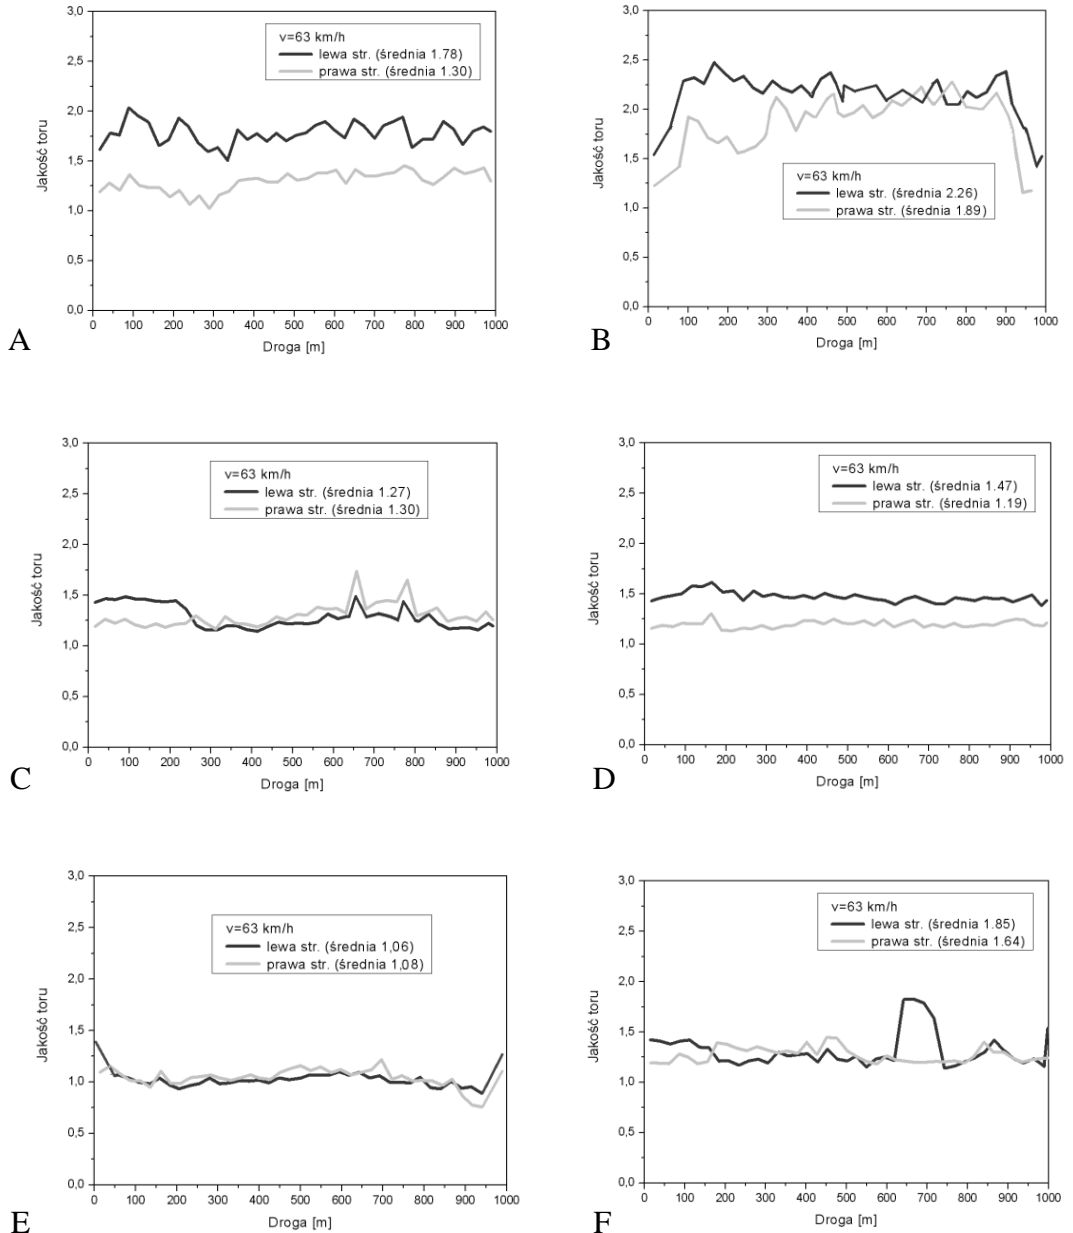 3,0
2,5
2,0
1,5
1,0
0,5
0,0
Jakość toru
v=63 km/h
lewa str. (średnia 1.78)
prawa str. (średnia 1.30)
0 100 200 300 400 500 600 700 800 900 1000
Droga [m]
A
3,0
2,5
2,0
1,5
1,0
0,5
0,0
Jakość toru
v=63 km/h
lewa str. (średnia 2.26)
prawa str. (średnia 1.89)
0 100 200 300 400 500 600 700 800 900 1000
Droga [m]
B
3,0
2,5
2,0
1,5
1,0
0,5
0,0
Jakość toru
v=63 km/h
lewa str. (średnia 1.27)
prawa str. (średnia 1.30)
0 100 200 300 400 500 600 700 800 900 1000
Droga [m]
C
3,0
2,5
2,0
1,5
1,0
0,5
0,0
Jakość toru
v=63 km/h
lewa str. (średnia 1.47)
prawa str. (średnia 1.19)
0 100 200 300 400 500 600 700 800 900 1000
Droga [m]
D
3,0
2,5
2,0
1,5
1,0
0,5
0,0
Jakość toru
v=63 km/h
lewa str. (średnia 1,06)
prawa str. (średnia 1,08)
0 100 200 300 400 500 600 700 800 900 1000
Droga [m]
E
3,0
2,5
2,0
1,5
1,0
0,5
0,0
Jakość toru
v=63 km/h
lewa str. (średnia 1.85)
prawa str. (średnia 1.64)
0 100 200 300 400 500 600 700 800 900 1000
Droga [m]
F